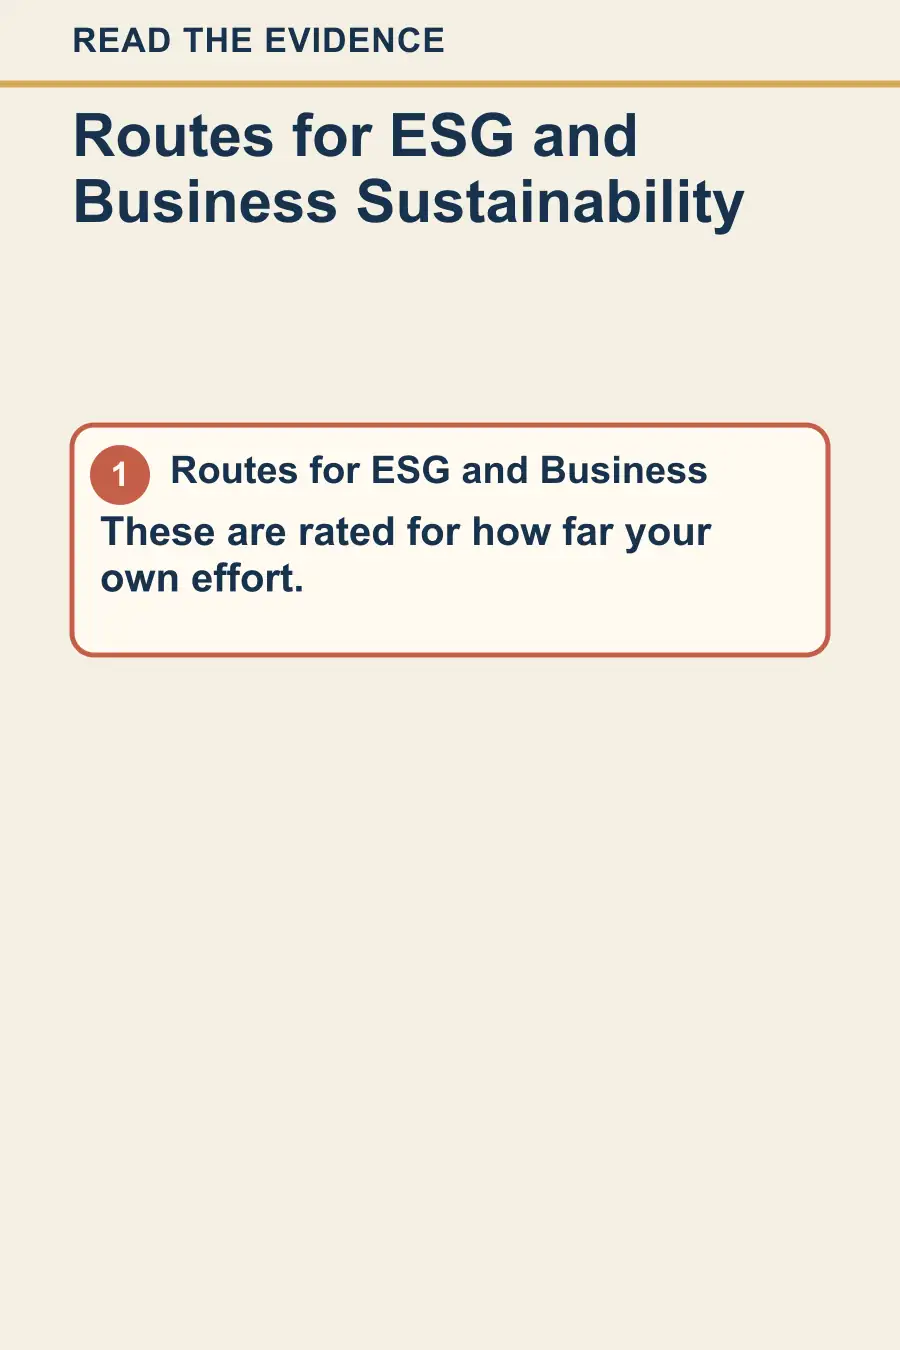 READ THE EVIDENCE
Routes for ESG and
Business Sustainability
1 Routes for ESG and Business
These are rated for how far your
own effort.